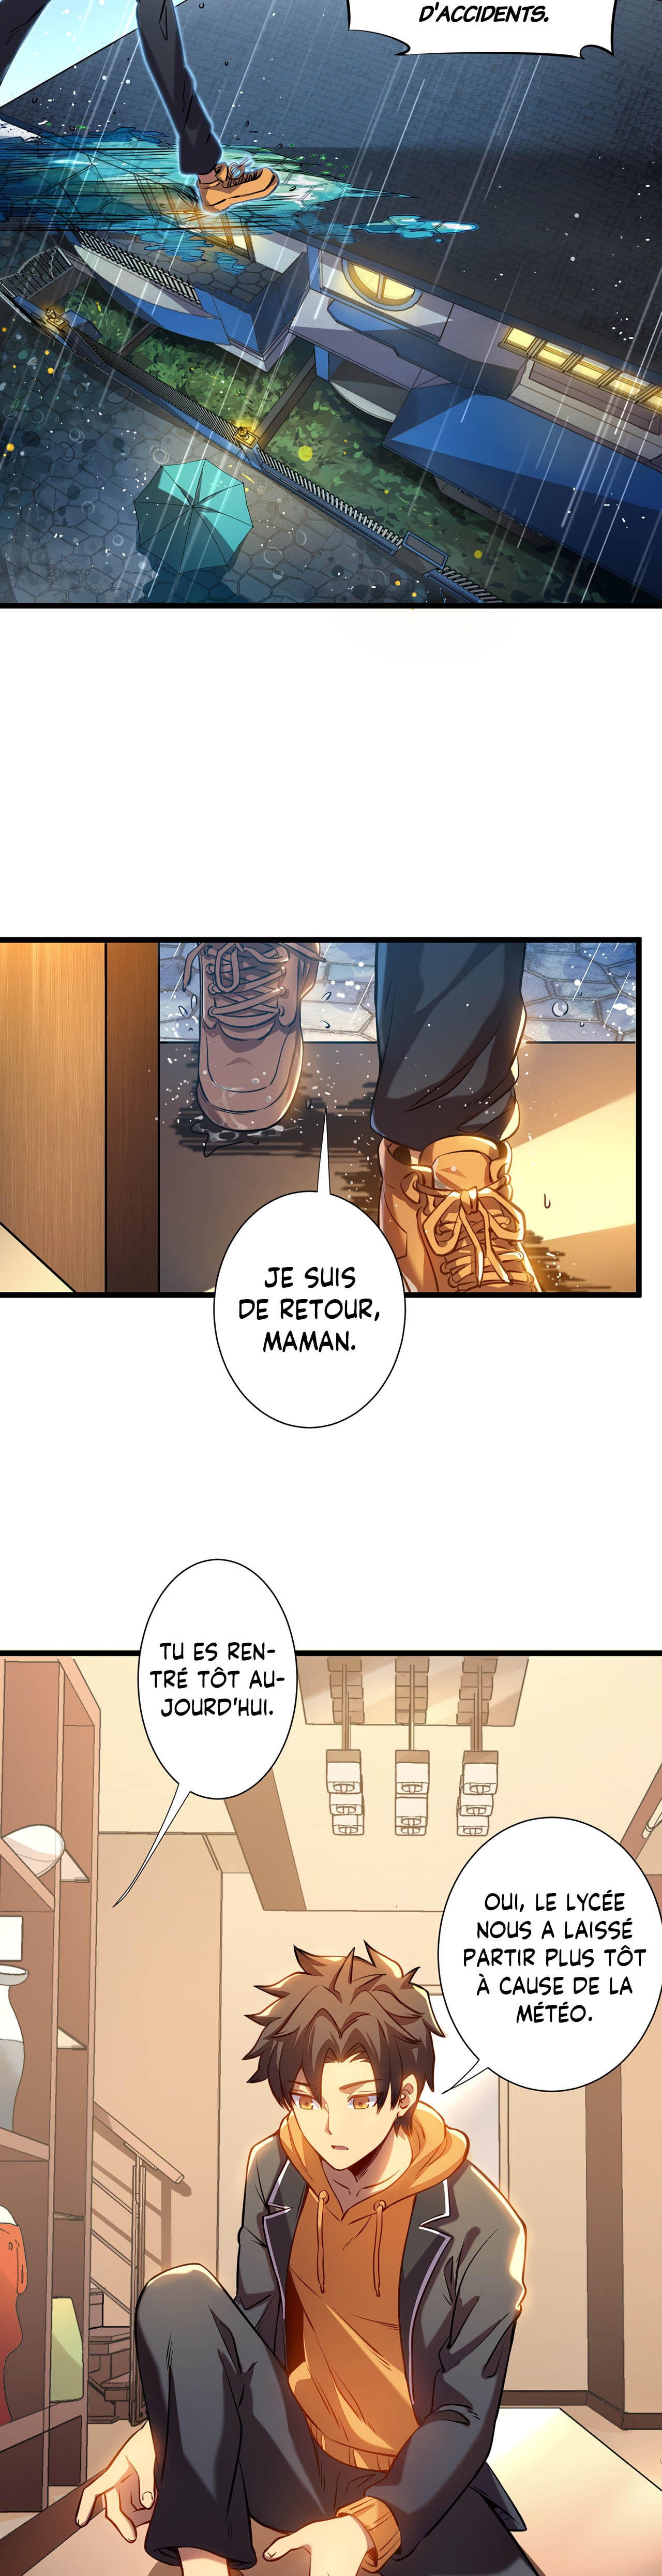 D'ACCIDENTS.
JE SUIS
DE RETOUR,
MAMAN.
TU ES REN-
TRÉ TÔT AU-
JOURD'HUI.
OUI, LE LYCÉE
NOUS A LAISSÉ
PARTIR PLUS TÔT
À CAUSE DE LA
MÉTÉO.